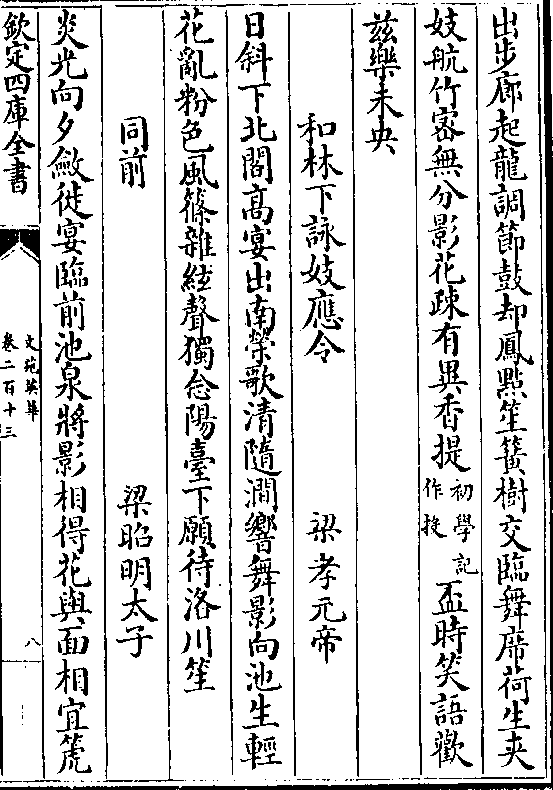 出步廊起龍調節鼓却鳳㸃笙簧樹交臨舞席荷生夾
妓航竹密無分影花疎有異香提初學記作授盃時笑語歡
兹樂未央
和林下詠妓應令　梁孝元帝
日斜下北閣高宴出南榮歌清隨澗響舞影向池生輕
花亂粉色風篠雜絃聲獨念陽臺下願待洛川笙
同前　梁昭明太子
炎光向夕斂徙宴臨前池泉將影相得花與面相宜箎
欽定四庫全書
文苑英華
卷二百十三
八